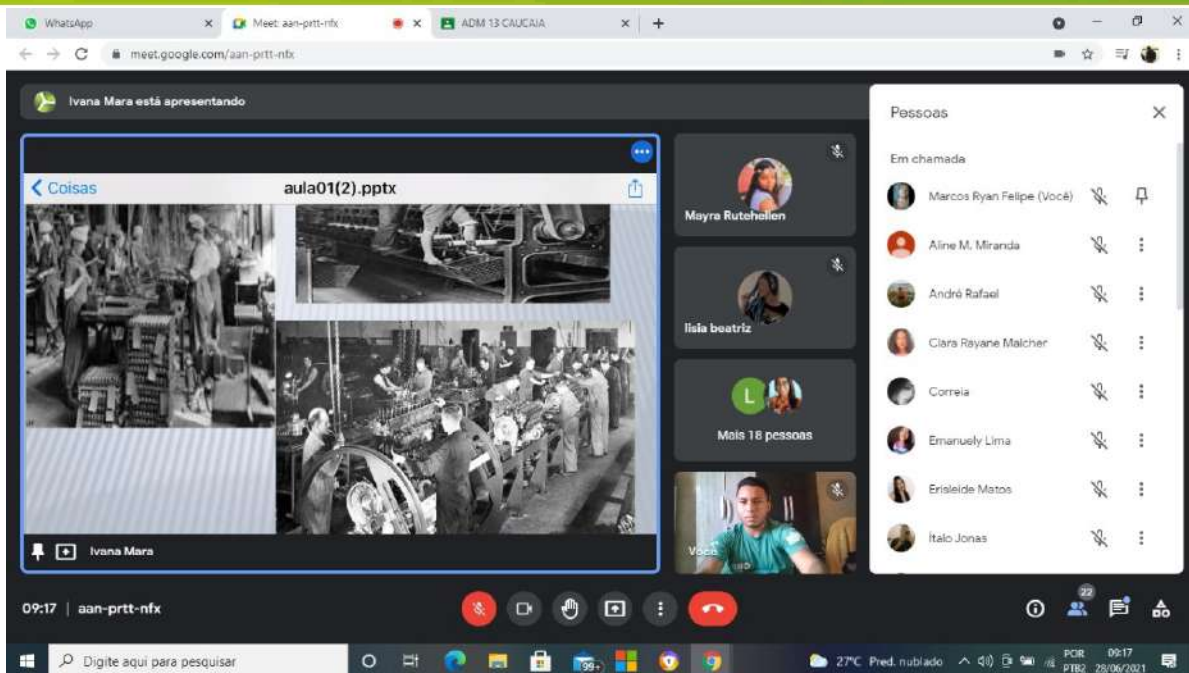 WhatsApp
Meet: aan-prtt-nfx
ADM 13 CAUCAIA
meet.google.com/aan-prtt-nfx
Ivana Mara está apresentando
Coisas
aula01(2).pptx
Ivana Mara
Mayra Rutehellen
lisia beatriz
L
Mais 18 pessoas
Você
Pessoas
Em chamada
Marcos Ryan Felipe (Você)
Aline M. Miranda
André Rafael
Clara Rayane Malcher
Correia
Emanuely Lima
Erisleide Matos
Ítalo Jonas
09:17 | aan-prtt-nfx
22
Digite aqui para pesquisar
99+
27°C Pred. nublado
POR
PTB2
09:17
28/06/2021